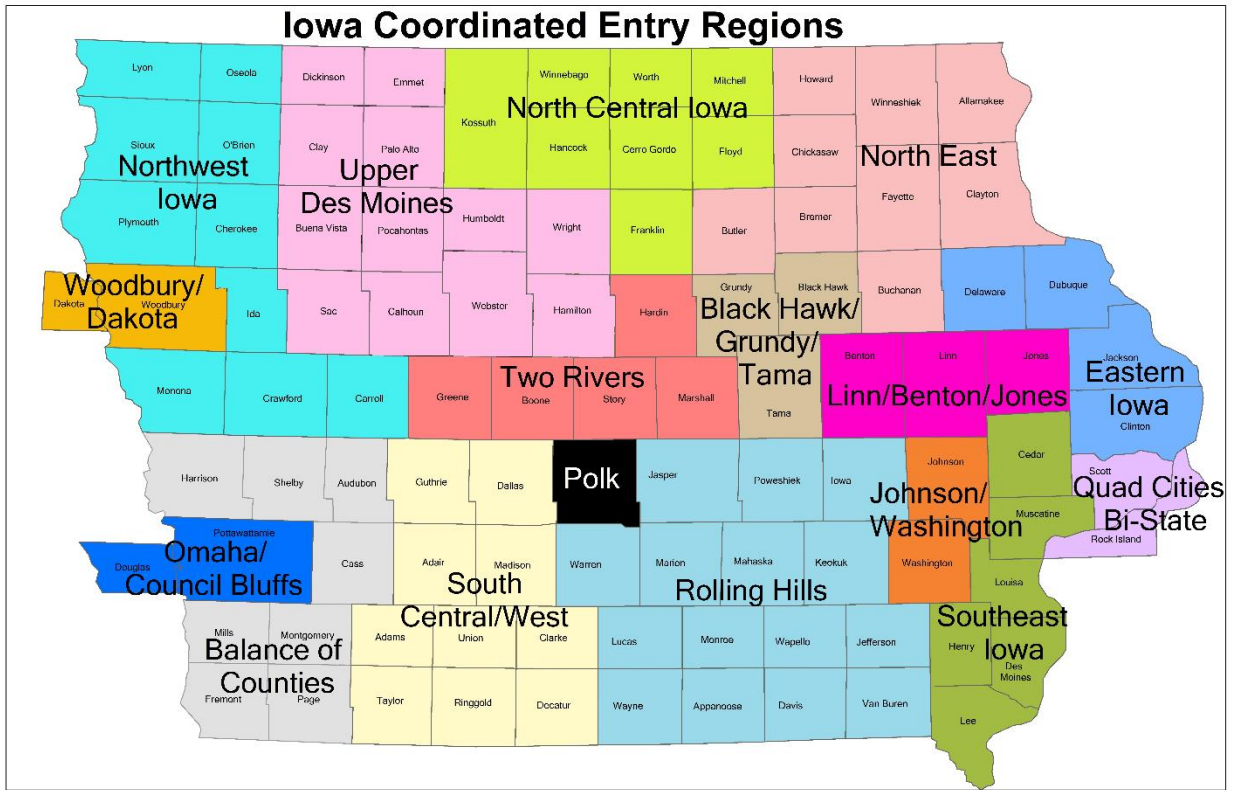 Iowa Coordinated Entry Regions
Lyon
Oseola
Dickinson
Emmet
Kossuth
Winnebago
Worth
Mitchell
Howard
Winneshiek
Allamakee
North Central Iowa
Sioux
O'Brien
Clay
Palo Alto
Hancock
Cerro Gordo
Floyd
Chickasaw
Northwest
Iowa
Upper
Des Moines
North East
Fayette
Clayton
Plymouth
Cherokee
Buena Vista
Pocahontas
Humboldt
Wright
Franklin
Butler
Bremer
Woodbury/
Dakota
Dakota
Woodbury
Ida
Sac
Calhoun
Webster
Hamilton
Hardin
Grundy
Black Hawk
Black Hawk/
Grundy/
Tama
Buchanan
Delaware
Dubuque
Monona
Crawford
Carroll
Two Rivers
Greene
Boone
Story
Marshall
Tama
Benton
Linn
Jones
Linn/Benton/Jones
Jackson
Eastern
Iowa
Clinton
Harrison
Shelby
Audubon
Guthrie
Dallas
Polk
Jasper
Poweshiek
Iowa
Johnson
Johnson/
Washington
Cedar
Scott
Quad Cities
Bi-State
Muscatine
Rock Island
Pottawattamie
Douglas
Omaha/
Council Bluffs
Cass
Adair
Madison
South
Central/West
Warren
Marion
Mahaska
Keokuk
Rolling Hills
Washington
Louisa
Southeast
Iowa
Mills
Montgomery
Balance of
Counties
Fremont
Page
Adams
Union
Clarke
Lucas
Monroe
Wapello
Jefferson
Henry
Des
Moines
Taylor
Ringgold
Decatur
Wayne
Appanoose
Davis
Van Buren
Lee